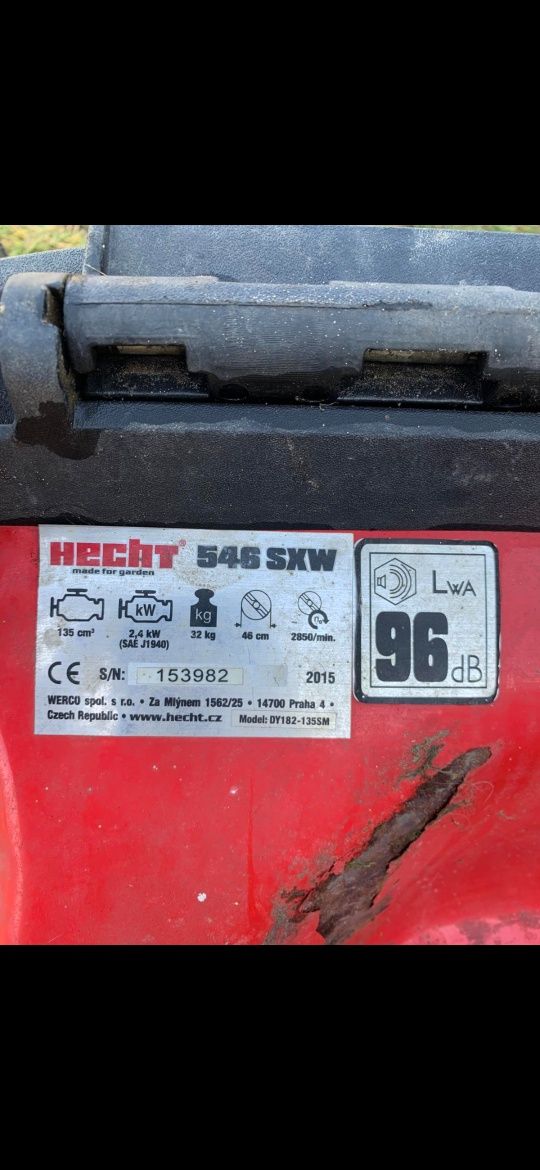 HECHT® 546 SXW
made for garden
kW
kg
135 cm³ 2,4 kW 32 kg 46 cm 2850/min.
(SAE J1940)
CE S/N: 153982 2015
WERCO spol. s r.o. • Za Mlýnem 1562/25 • 14700 Praha 4 •
Czech Republic • www.hecht.cz Model: DY182-135SM
LWA
96 dB